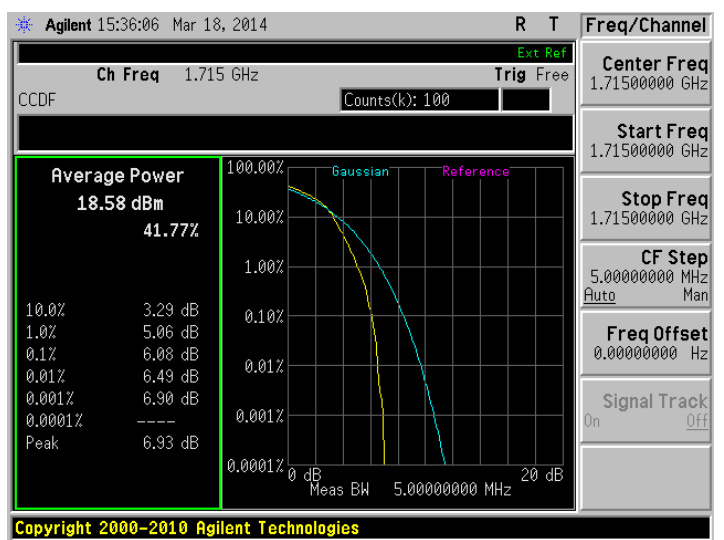 Agilent 15:36:06 Mar 18, 2014 R T
Freq/Channel
Ext Ref
Ch Freq 1.715 GHz Trig Free
CCDF Counts(k): 100
Average Power
18.58 dBm
41.77%
10.0% 3.29 dB
1.0% 5.06 dB
0.1% 6.08 dB
0.01% 6.49 dB
0.001% 6.90 dB
0.0001% ----
Peak 6.93 dB
Gaussian Reference
100.00%
10.00%
1.00%
0.10%
0.01%
0.001%
0.0001%
0 dB 20 dB
Meas BW 5.00000000 MHz
Center Freq
1.71500000 GHz
Start Freq
1.71500000 GHz
Stop Freq
1.71500000 GHz
CF Step
5.00000000 MHz
Auto Man
Freq Offset
0.00000000 Hz
Signal Track
On Off
Copyright 2000-2010 Agilent Technologies